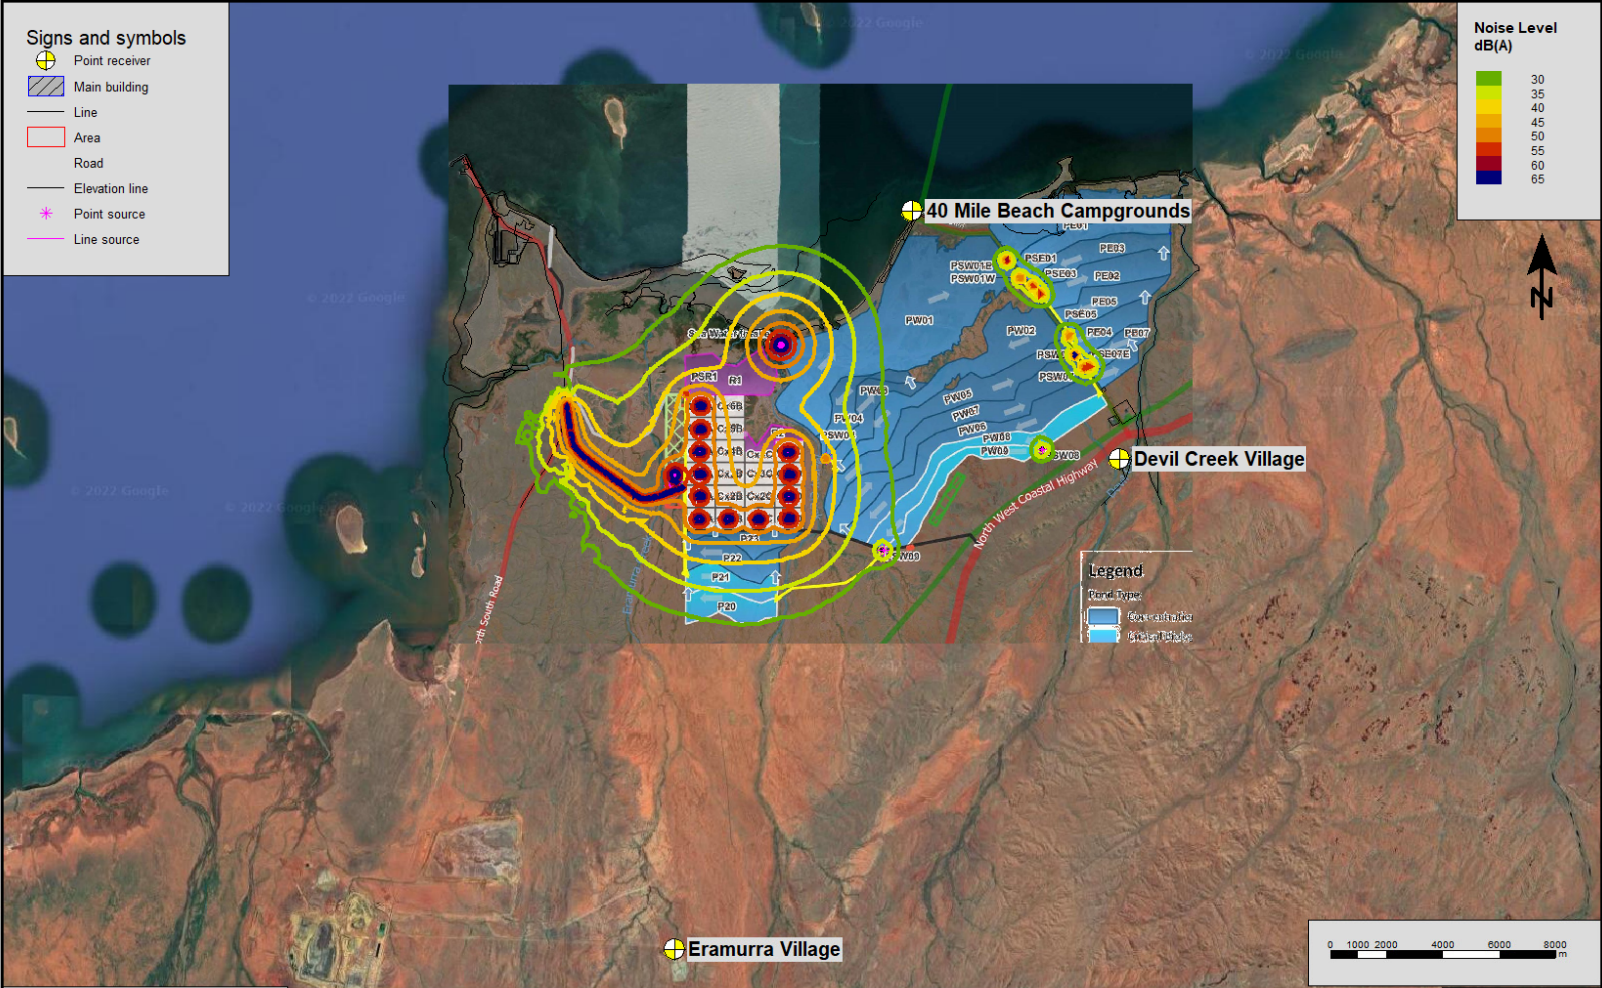 Signs and symbols
Point receiver
Main building
Line
Area
Road
Elevation line
Point source
Line source
Noise Level
dB(A)
30
35
40
45
50
55
60
65
N
© 2022 Google
© 2022 Google
© 2022 Google
© 2022 Google
© 2022 Google
40 Mile Beach Campgrounds
PE01
PE03
PSE01
PSW01E
PSW01W
PSE03
PE02
PE05
PSE05
PE04
PE07
PSE07E
PW01
PW02
PW05
PW07
PW06
PW08
PW09
PW04
PSR1
R1
P23
P22
P21
P20
Devil Creek Village
North West Coastal Highway
Legend
Pond Type
Eramurra Village
0 1000 2000 4000 6000 8000
m